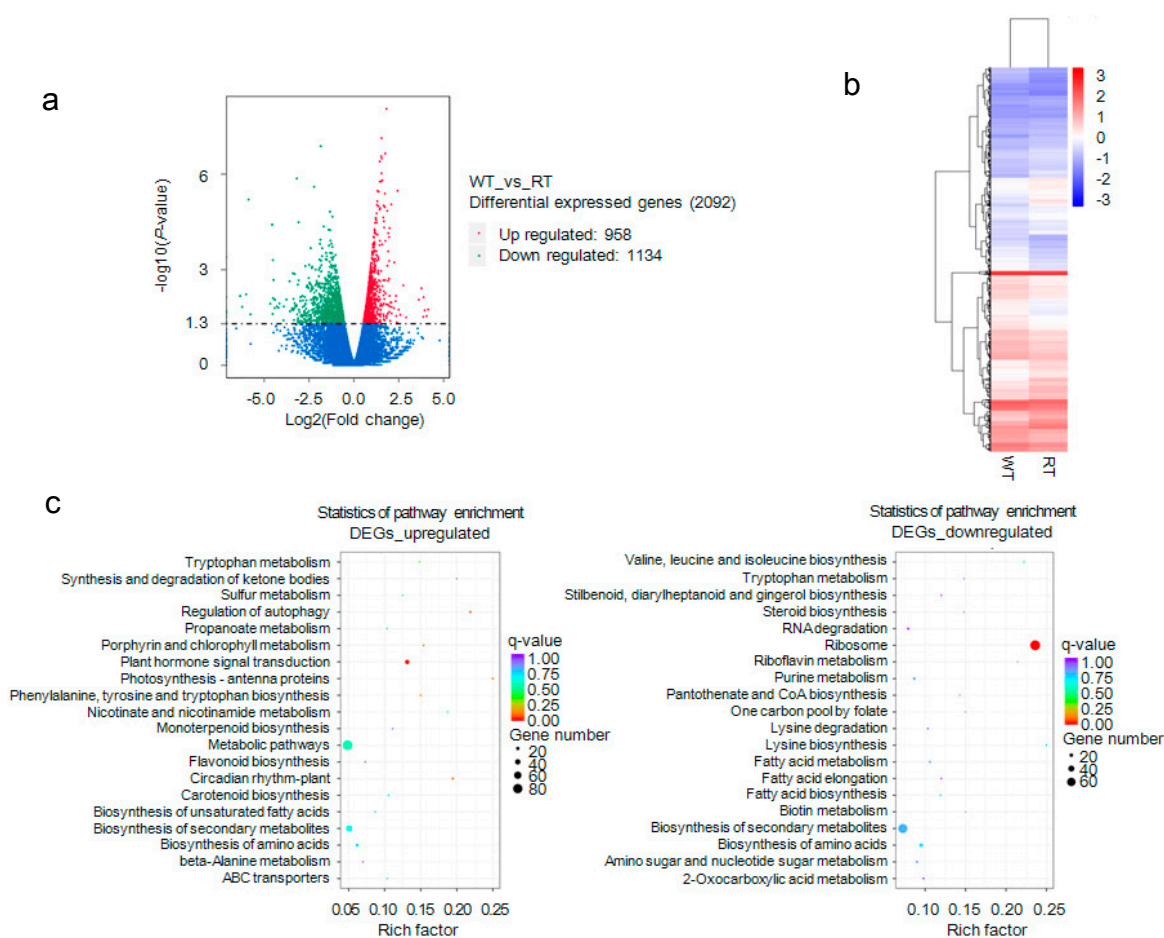 a
6
3
1.3
0
-log10(P-value)
-5.0 -2.5 0.0 2.5 5.0
Log2(Fold change)
WT_vs_RT
Differential expressed genes (2092)
Up regulated: 958
Down regulated: 1134
b
3
2
1
0
-1
-2
-3
WT RT
c
Statistics of pathway enrichment
DEGs_upregulated
Tryptophan metabolism
Synthesis and degradation of ketone bodies
Sulfur metabolism
Regulation of autophagy
Propanoate metabolism
Porphyrin and chlorophyll metabolism
Plant hormone signal transduction
Photosynthesis - antenna proteins
Phenylalanine, tyrosine and tryptophan biosynthesis
Nicotinate and nicotinamide metabolism
Monoterpenoid biosynthesis
Metabolic pathways
Flavonoid biosynthesis
Circadian rhythm-plant
Carotenoid biosynthesis
Biosynthesis of unsaturated fatty acids
Biosynthesis of secondary metabolites
Biosynthesis of amino acids
beta-Alanine metabolism
ABC transporters
0.05 0.10 0.15 0.20 0.25
Rich factor
q-value
1.00
0.75
0.50
0.25
0.00
Gene number
20
40
60
80
Statistics of pathway enrichment
DEGs_downregulated
Valine, leucine and isoleucine biosynthesis
Tryptophan metabolism
Stilbenoid, diarylheptanoid and gingerol biosynthesis
Steroid biosynthesis
RNA degradation
Ribosome
Riboflavin metabolism
Purine metabolism
Pantothenate and CoA biosynthesis
One carbon pool by folate
Lysine degradation
Lysine biosynthesis
Fatty acid metabolism
Fatty acid elongation
Fatty acid biosynthesis
Biotin metabolism
Biosynthesis of secondary metabolites
Biosynthesis of amino acids
Amino sugar and nucleotide sugar metabolism
2-Oxocarboxylic acid metabolism
0.10 0.15 0.20 0.25
Rich factor
q-value
1.00
0.75
0.50
0.25
0.00
Gene number
20
40
60